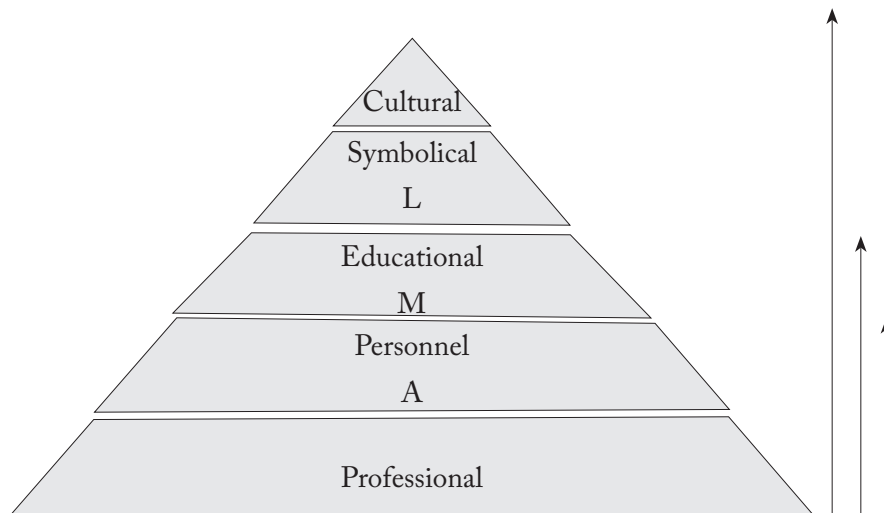 Cultural
Symbolical
L
Educational
M
Personnel
A
Professional